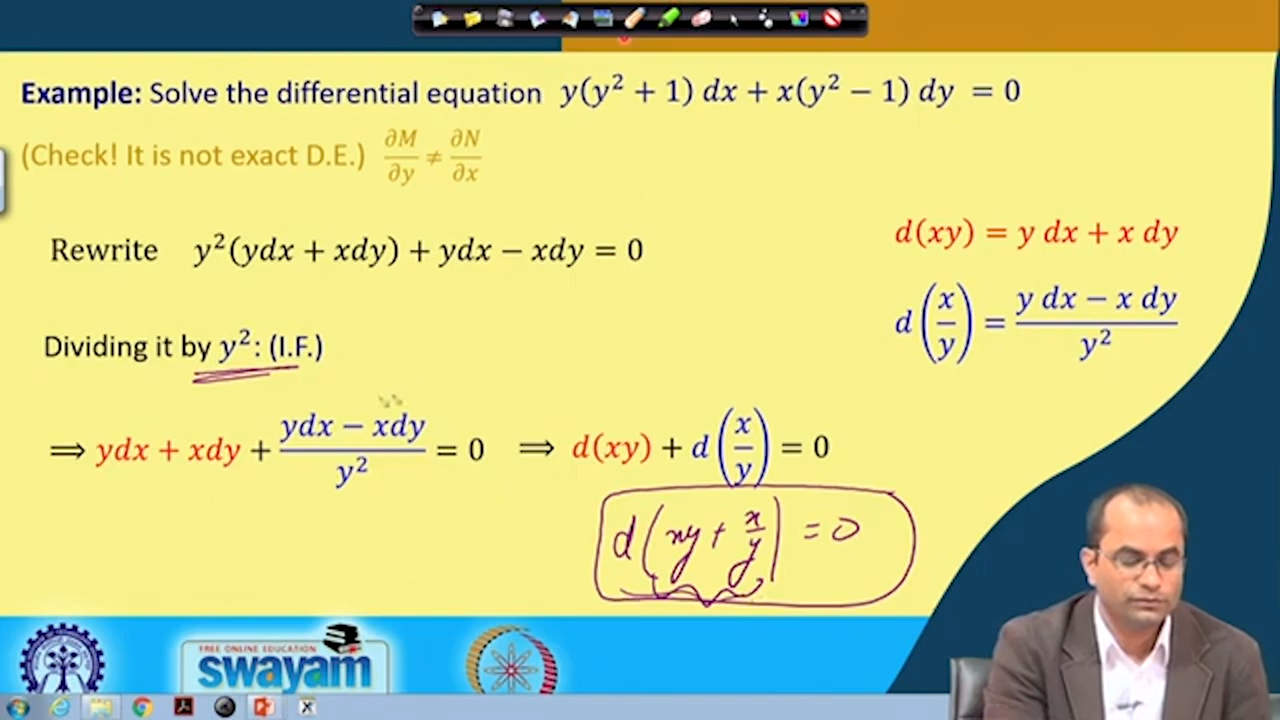 Example: Solve the differential equation y(y² + 1) dx + x(y² − 1) dy = 0
(Check! It is not exact D.E.) ∂M/∂y ≠ ∂N/∂x
d(xy) = y dx + x dy
Rewrite y²(ydx + xdy) + ydx − xdy = 0
d(x/y) = (y dx − x dy)/y²
Dividing it by y²: (I.F.)
⟹ ydx + xdy + (ydx − xdy)/y² = 0 ⟹ d(xy) + d(x/y) = 0
d(xy + x/y) = 0
FREE ONLINE EDUCATION
swayam